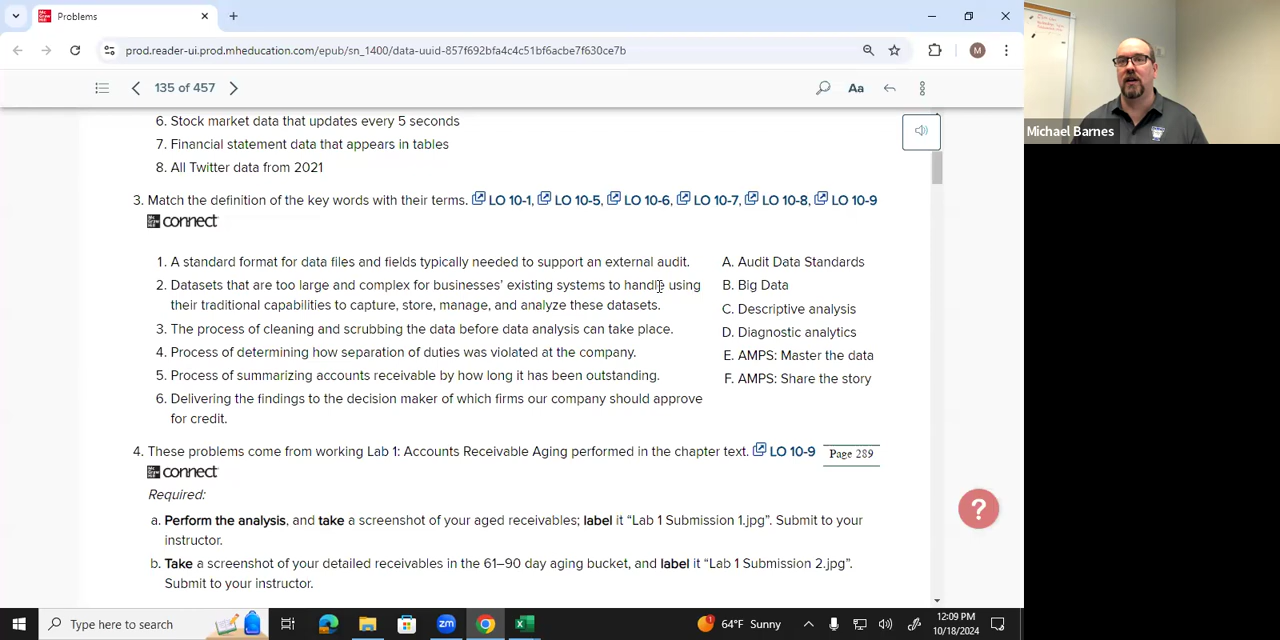 Problems
prod.reader-ui.prod.mheducation.com/epub/sn_1400/data-uuid-857f692bfa4c4c51bf6acbe7f630ce7b
M
135 of 457
Aa
6. Stock market data that updates every 5 seconds
7. Financial statement data that appears in tables
8. All Twitter data from 2021
3. Match the definition of the key words with their terms. LO 10-1, LO 10-5, LO 10-6, LO 10-7, LO 10-8, LO 10-9
connect
1. A standard format for data files and fields typically needed to support an external audit.
2. Datasets that are too large and complex for businesses' existing systems to handle using
their traditional capabilities to capture, store, manage, and analyze these datasets.
3. The process of cleaning and scrubbing the data before data analysis can take place.
4. Process of determining how separation of duties was violated at the company.
5. Process of summarizing accounts receivable by how long it has been outstanding.
6. Delivering the findings to the decision maker of which firms our company should approve
for credit.
A. Audit Data Standards
B. Big Data
C. Descriptive analysis
D. Diagnostic analytics
E. AMPS: Master the data
F. AMPS: Share the story
4. These problems come from working Lab 1: Accounts Receivable Aging performed in the chapter text. LO 10-9
Page 289
connect
Required:
a. Perform the analysis, and take a screenshot of your aged receivables; label it "Lab 1 Submission 1.jpg". Submit to your
instructor.
b. Take a screenshot of your detailed receivables in the 61–90 day aging bucket, and label it "Lab 1 Submission 2.jpg".
Submit to your instructor.
?
Michael Barnes
Type here to search
zm
64°F Sunny
12:09 PM
10/18/2024